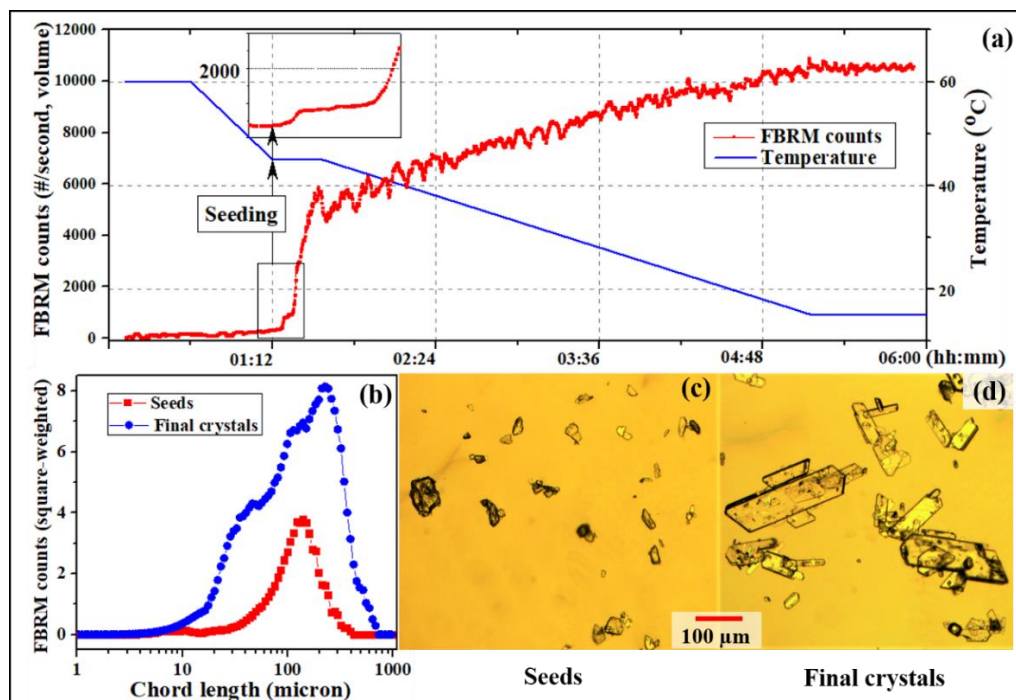 (a)
FBRM counts (#/second, volume)
12000
10000
8000
6000
4000
2000
0
2000
Seeding
FBRM counts
Temperature
60
40
20
Temperature (°C)
01:12 02:24 03:36 04:48 06:00 (hh:mm)
(b)
FBRM counts (square-weighted)
8
6
4
2
0
Seeds
Final crystals
1 10 100 1000
Chord length (micron)
(c)
(d)
100 µm
Seeds
Final crystals